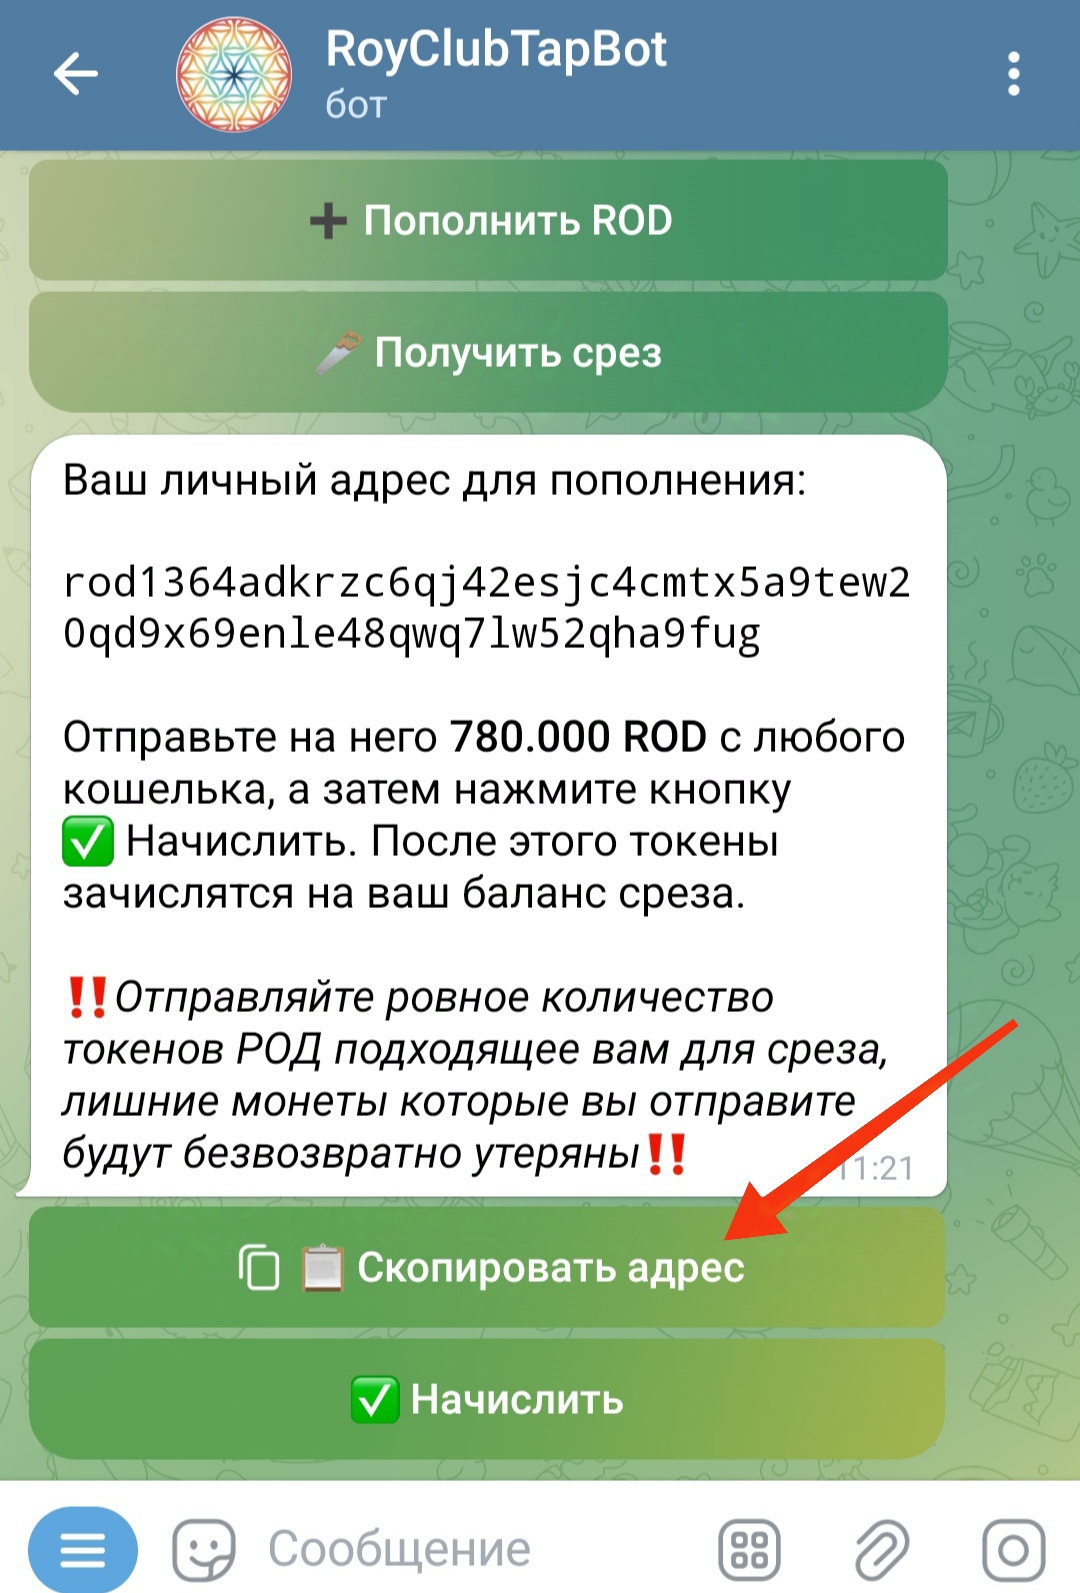 RoyClubTapBot
бот
➕ Пополнить ROD
🪚 Получить срез
Ваш личный адрес для пополнения:
rod1364adkrzc6qj42esjc4cmtx5a9tew2
0qd9x69enle48qwq7lw52qha9fug
Отправьте на него 780.000 ROD с любого
кошелька, а затем нажмите кнопку
✅ Начислить. После этого токены
зачислятся на ваш баланс среза.
‼️Отправляйте ровное количество
токенов РОД подходящее вам для среза,
лишние монеты которые вы отправите
будут безвозвратно утеряны‼️
11:21
📋 Скопировать адрес
✅ Начислить
Сообщение